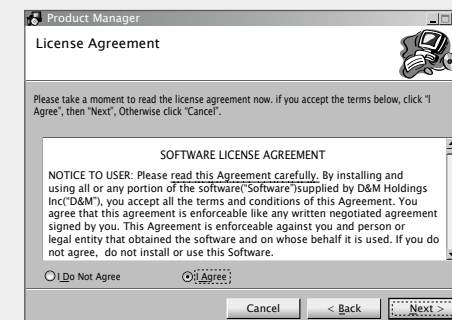 Product Manager
License Agreement
Please take a moment to read the license agreement now. if you accept the terms below, click “I
Agree”, then “Next”, Otherwise click “Cancel”.
SOFTWARE LICENSE AGREEMENT
NOTICE TO USER: Please read this Agreement carefully. By installing and
using all or any portion of the software(“Software”)supplied by D&M Holdings
Inc(“D&M”), you accept all the terms and conditions of this Agreement. You
agree that this agreement is enforceable like any written negotiated agreement
signed by you. This Agreement is enforceable against you and person or
legal entity that obtained the software and on whose behalf it is used. If you do
not agree, do not install or use this Software.
I Do Not Agree I Agree
Cancel < Back Next >